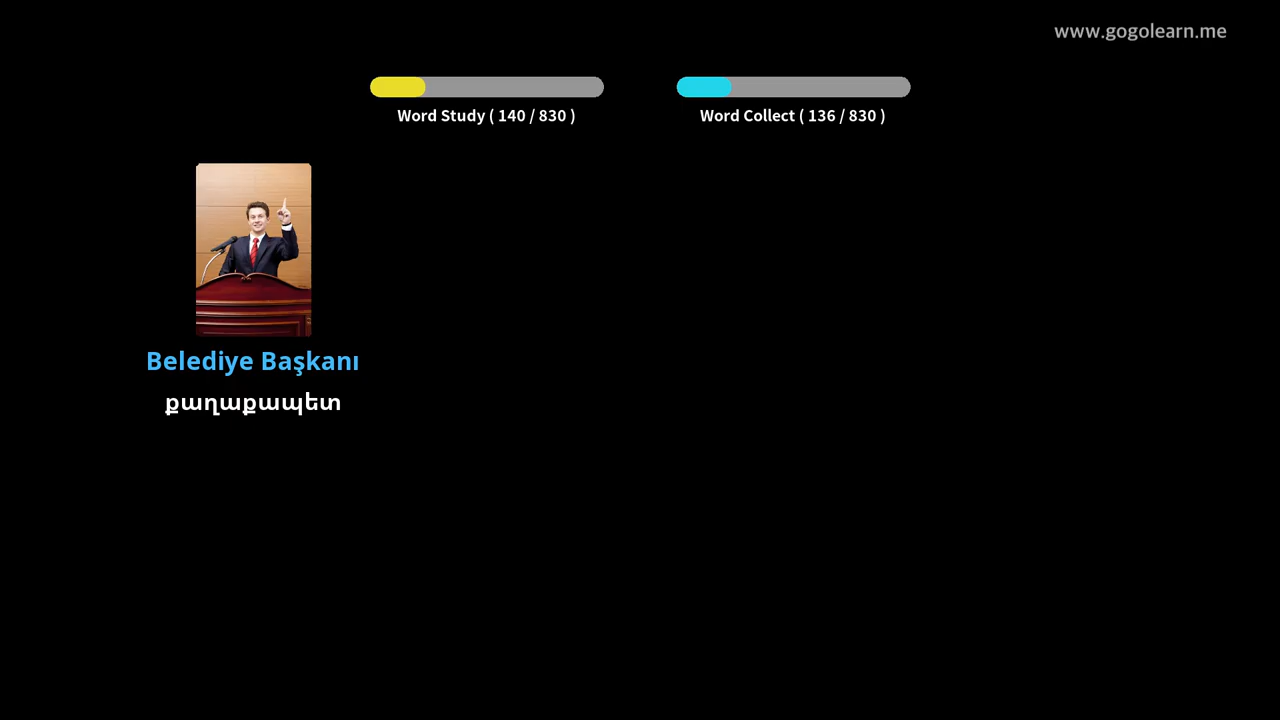 www.gogolearn.me
Word Study ( 140 / 830 )
Word Collect ( 136 / 830 )
Belediye Başkanı
քաղաքապետ